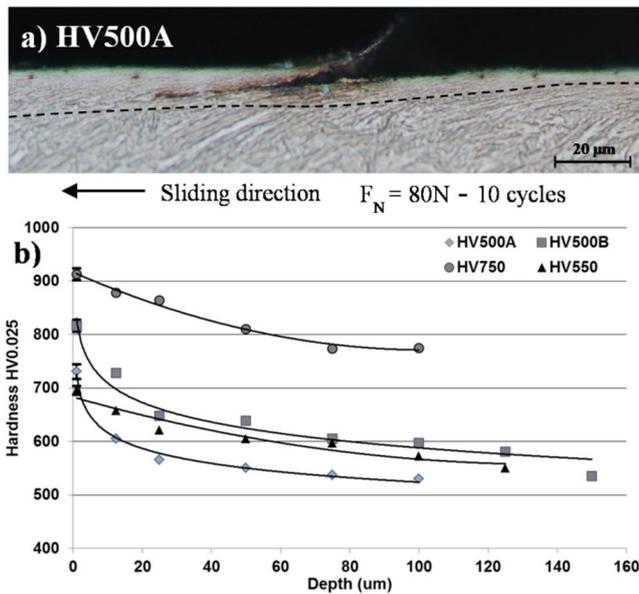 a) HV500A
20 µm
Sliding direction F_N = 80N - 10 cycles
b)
1000
900
800
700
600
500
400
Hardness HV0.025
HV500A HV500B
HV750 HV550
0 20 40 60 80 100 120 140 160
Depth (um)